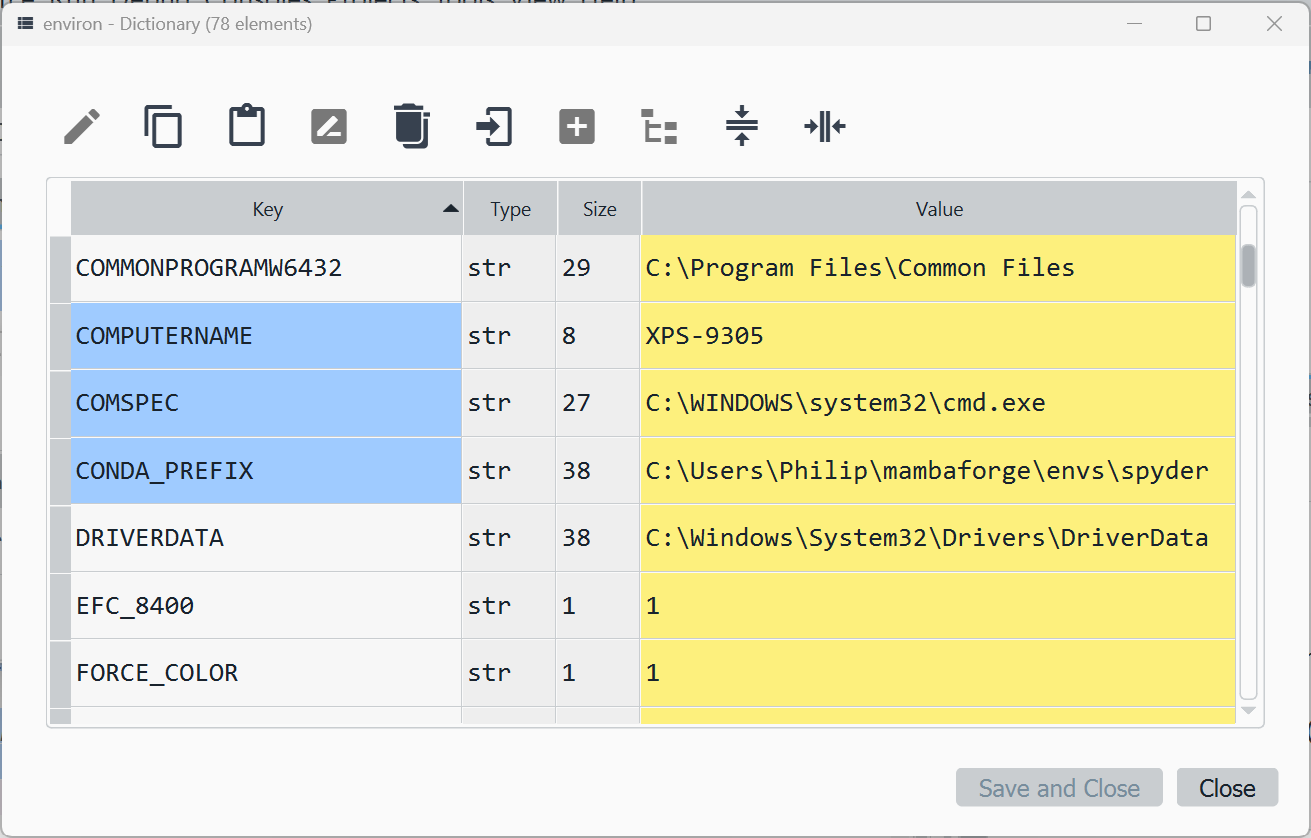 environ - Dictionary (78 elements)
Key Type Size Value
COMMONPROGRAMW6432 str 29 C:\Program Files\Common Files
COMPUTERNAME str 8 XPS-9305
COMSPEC str 27 C:\WINDOWS\system32\cmd.exe
CONDA_PREFIX str 38 C:\Users\Philip\mambaforge\envs\spyder
DRIVERDATA str 38 C:\Windows\System32\Drivers\DriverData
EFC_8400 str 1 1
FORCE_COLOR str 1 1
Save and Close Close